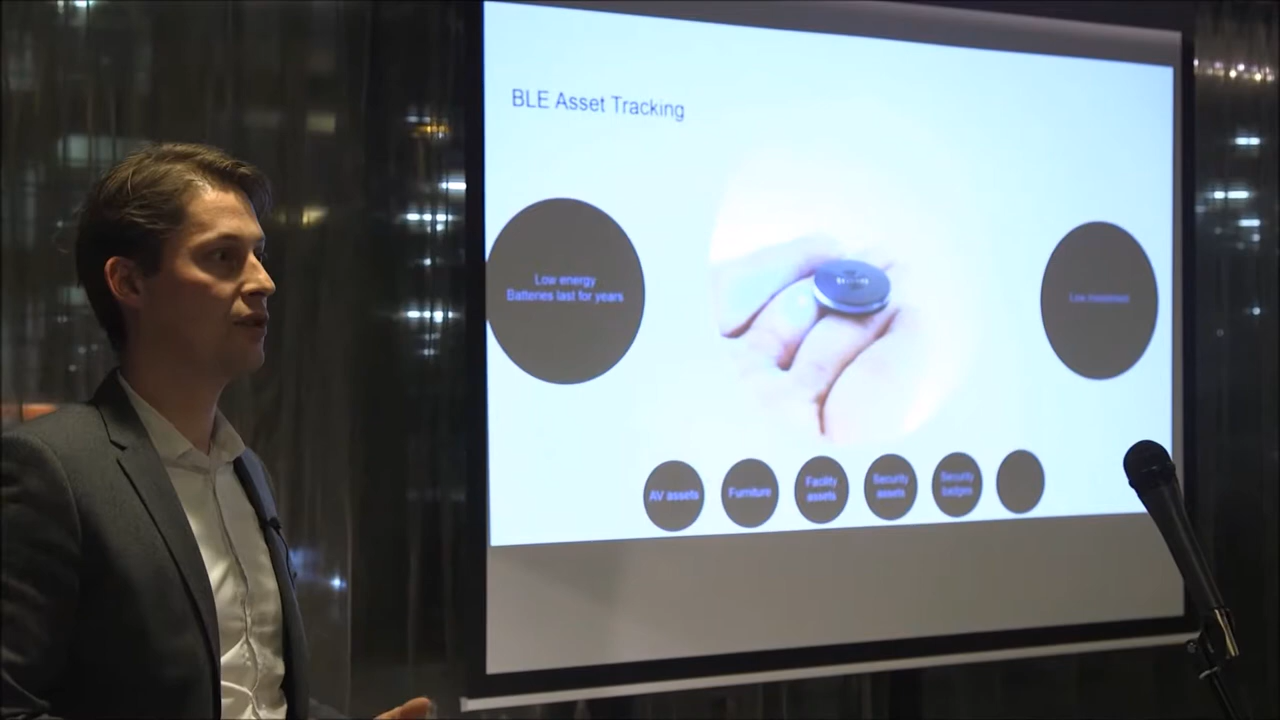 BLE Asset Tracking
Low energy
Batteries last for years
Low investment
AV assets
Furniture
Facility
assets
Security
assets
Security
badges